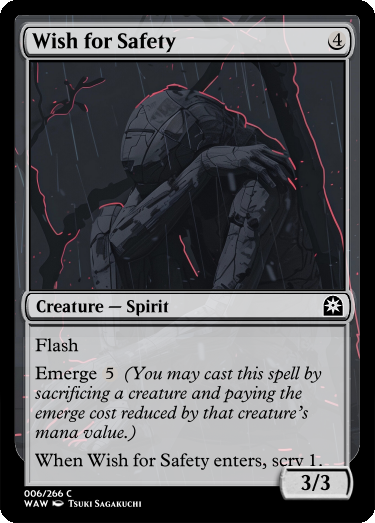 Wish for Safety 4
Creature — Spirit
Flash
Emerge 5 (You may cast this spell by
sacrificing a creature and paying the
emerge cost reduced by that creature's
mana value.)
When Wish for Safety enters, scry 1.
3/3
006/266 C
WAW Tsuki Sagakuchi